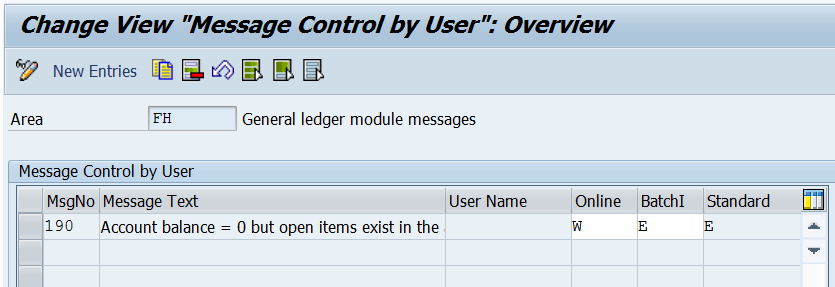 Change View "Message Control by User": Overview
New Entries
Area FH General ledger module messages
Message Control by User
MsgNo Message Text User Name Online BatchI Standard
190 Account balance = 0 but open items exist in the W E E